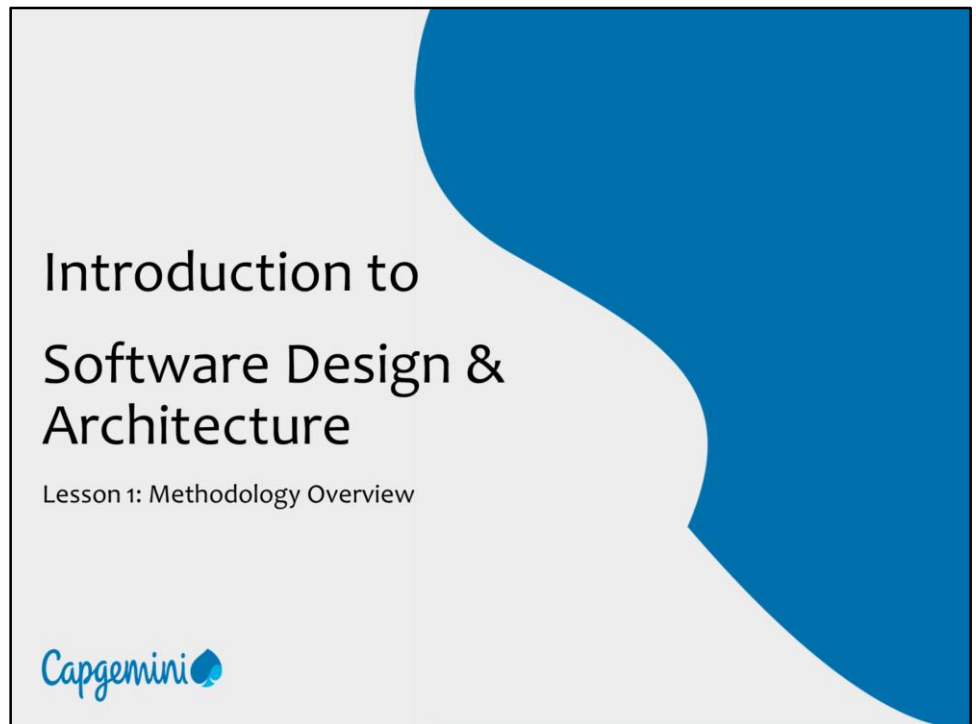 Introduction to
Software Design &
Architecture
Lesson 1: Methodology Overview
Capgemini